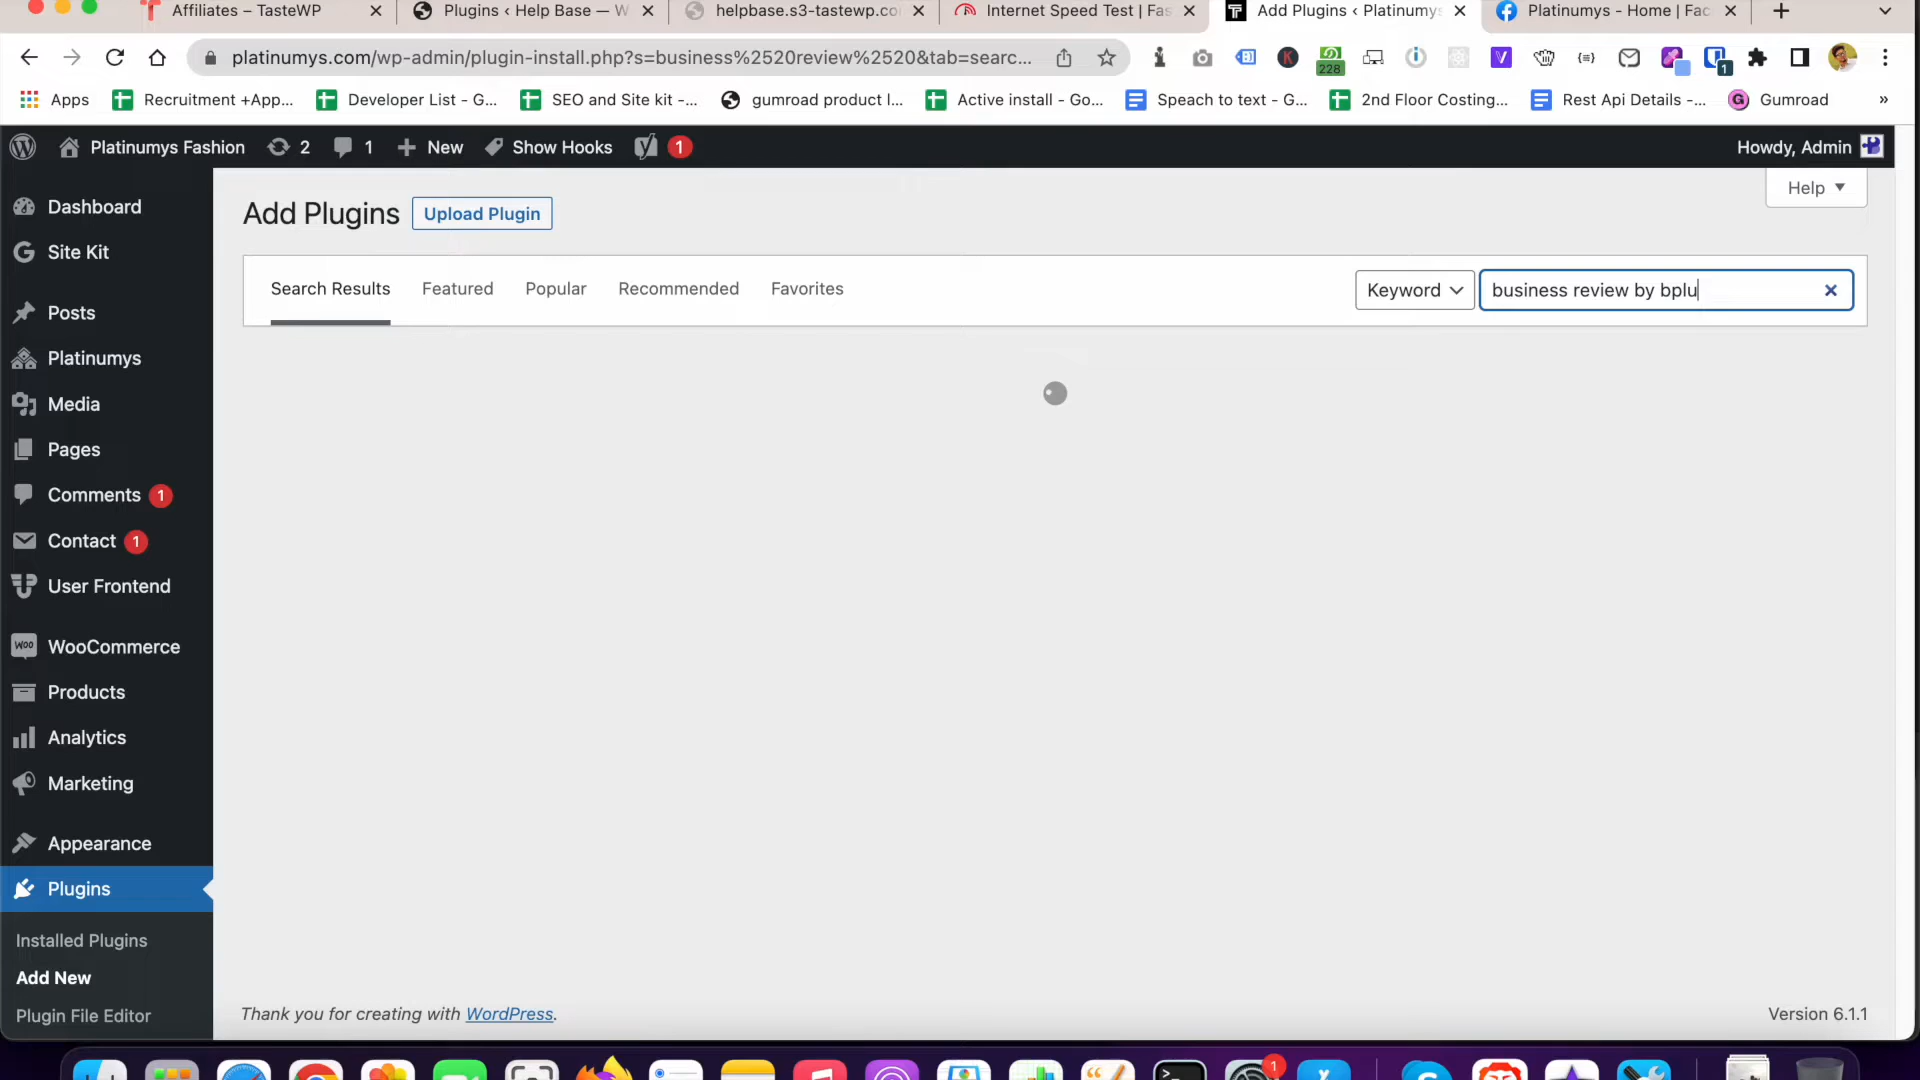 Affiliates – TasteWP
Plugins ‹ Help Base — W
helpbase.s3-tastewp.co
Internet Speed Test | Fas
Add Plugins ‹ Platinumys
Platinumys - Home | Fac
platinumys.com/wp-admin/plugin-install.php?s=business%2520review%2520&tab=searc...
228
1
Apps
Recruitment +App...
Developer List - G...
SEO and Site kit -...
gumroad product l...
Active install - Go...
Speach to text - G...
2nd Floor Costing...
Rest Api Details -...
Gumroad
»
Platinumys Fashion
2
1
New
Show Hooks
1
Howdy, Admin
Help
Dashboard
Site Kit
Posts
Platinumys
Media
Pages
Comments 1
Contact 1
User Frontend
WooCommerce
Products
Analytics
Marketing
Appearance
Plugins
Installed Plugins
Add New
Plugin File Editor
Add Plugins
Upload Plugin
Search Results
Featured
Popular
Recommended
Favorites
Keyword
business review by bplu
Thank you for creating with WordPress.
Version 6.1.1
1